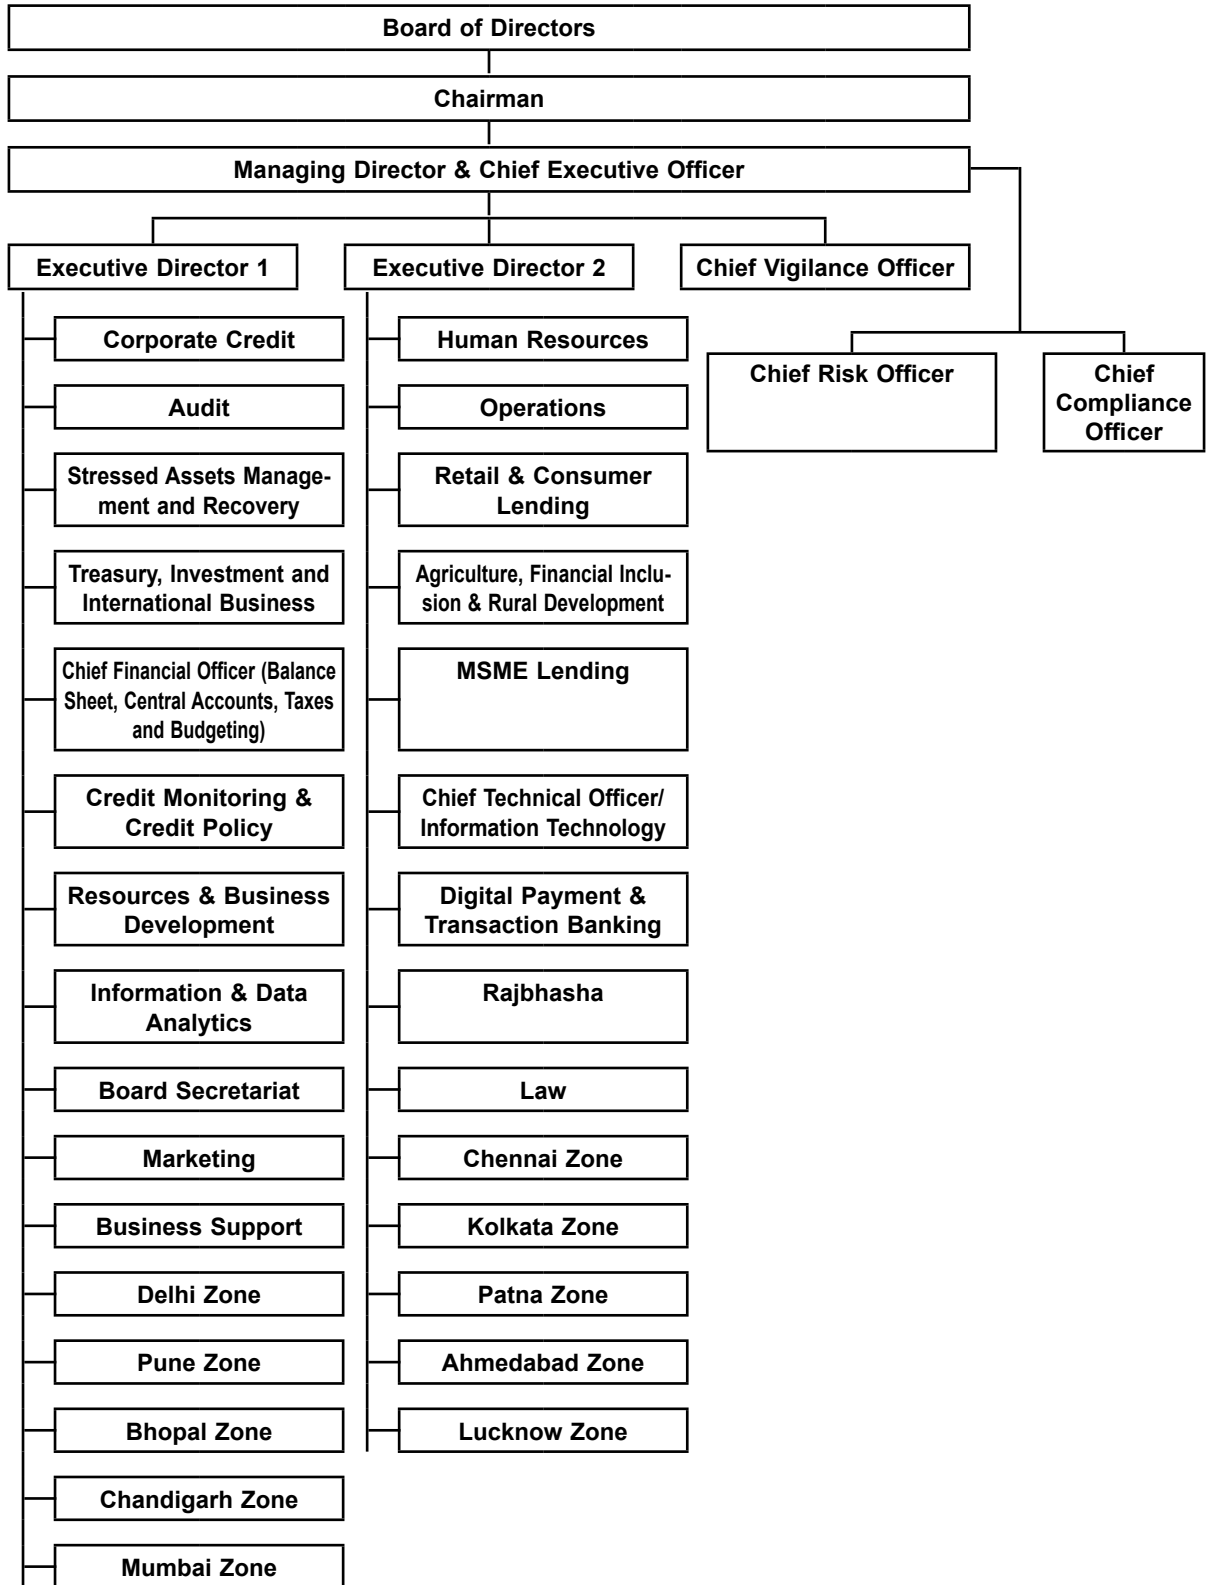 Board of Directors
Chairman
Managing Director & Chief Executive Officer
Executive Director 1
Executive Director 2
Chief Vigilance Officer
Chief Risk Officer
Chief
Compliance
Officer
Corporate Credit
Audit
Stressed Assets Manage-
ment and Recovery
Treasury, Investment and
International Business
Chief Financial Officer (Balance
Sheet, Central Accounts, Taxes
and Budgeting)
Credit Monitoring &
Credit Policy
Resources & Business
Development
Information & Data
Analytics
Board Secretariat
Marketing
Business Support
Delhi Zone
Pune Zone
Bhopal Zone
Chandigarh Zone
Mumbai Zone
Human Resources
Operations
Retail & Consumer
Lending
Agriculture, Financial Inclu-
sion & Rural Development
MSME Lending
Chief Technical Officer/
Information Technology
Digital Payment &
Transaction Banking
Rajbhasha
Law
Chennai Zone
Kolkata Zone
Patna Zone
Ahmedabad Zone
Lucknow Zone